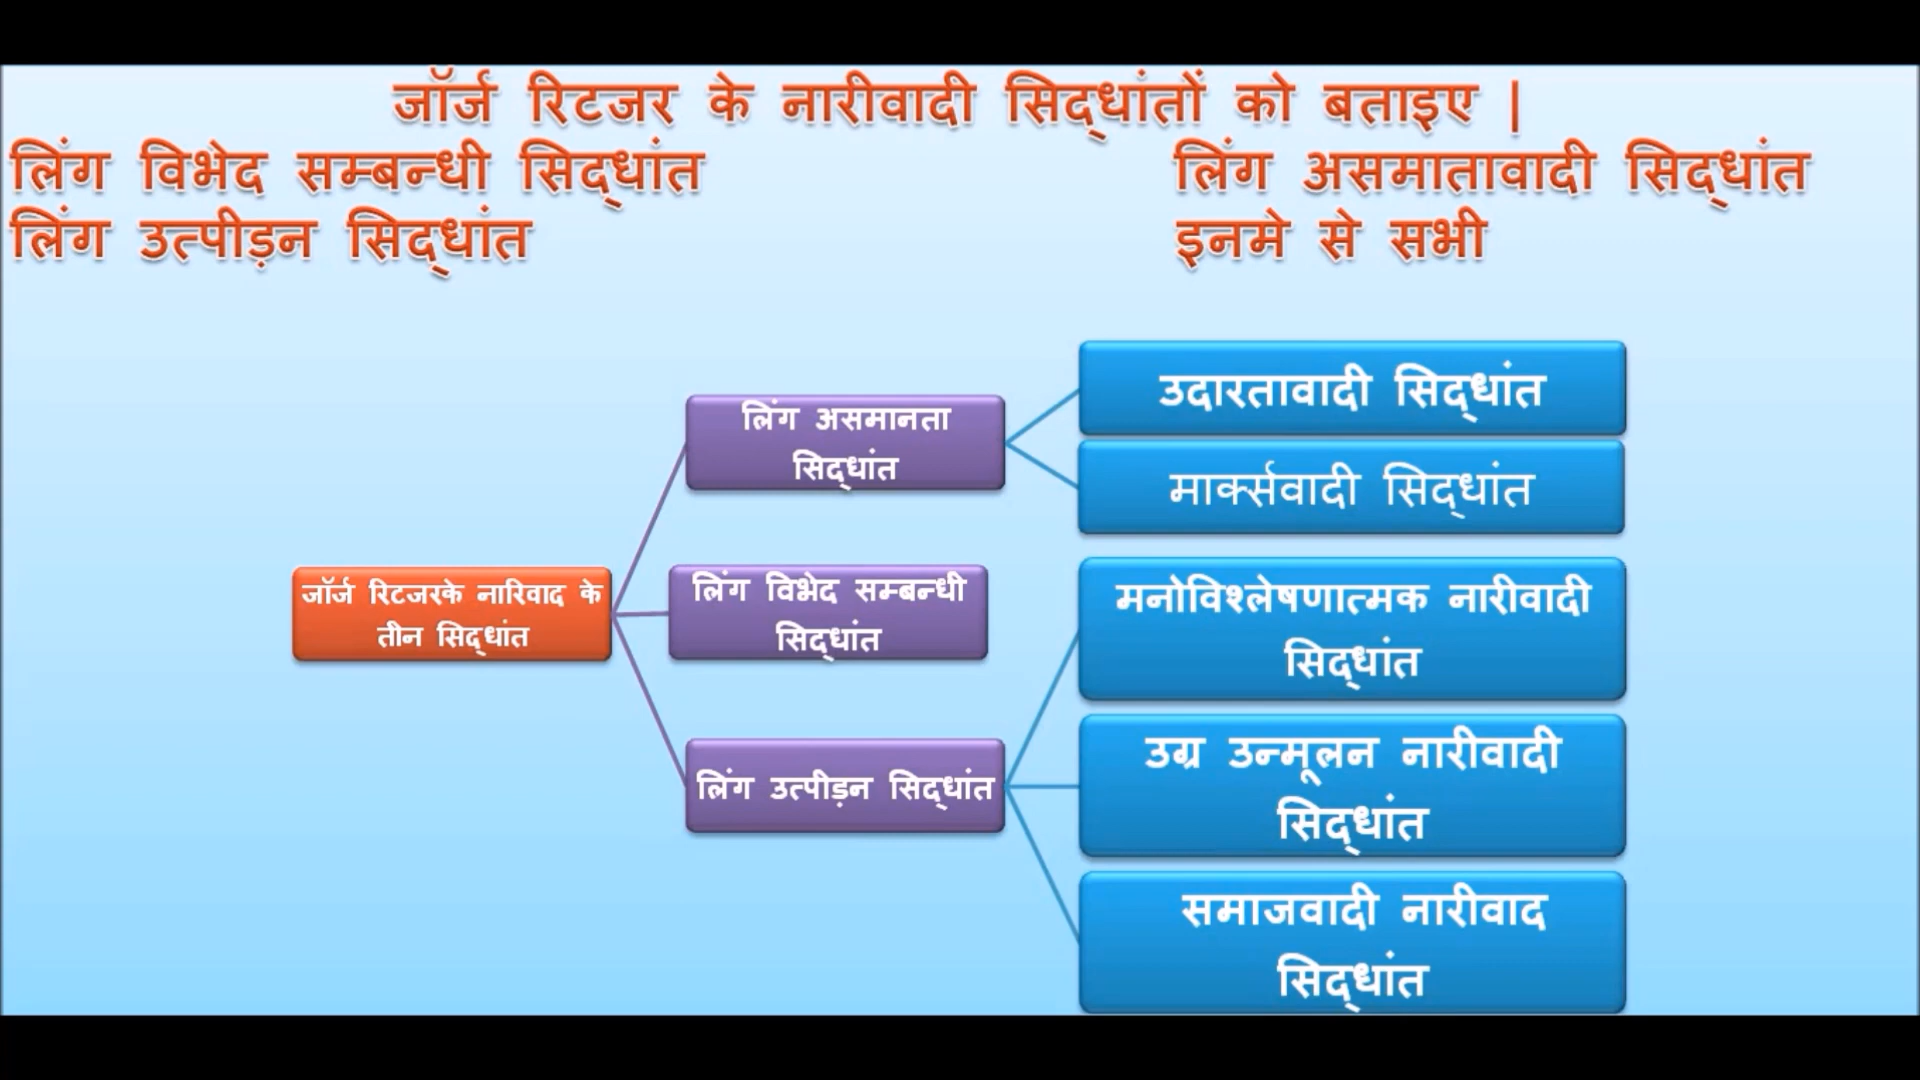 जॉर्ज रिटजर के नारीवादी सिद्धांतों को बताइए |
लिंग विभेद सम्बन्धी सिद्धांत
लिंग असमातावादी सिद्धांत
लिंग उत्पीड़न सिद्धांत
इनमे से सभी
जॉर्ज रिटजरके नारिवाद के
तीन सिद्धांत
लिंग असमानता
सिद्धांत
उदारतावादी सिद्धांत
मार्क्सवादी सिद्धांत
लिंग विभेद सम्बन्धी
सिद्धांत
लिंग उत्पीड़न सिद्धांत
मनोविश्लेषणात्मक नारीवादी
सिद्धांत
उग्र उन्मूलन नारीवादी
सिद्धांत
समाजवादी नारीवाद
सिद्धांत